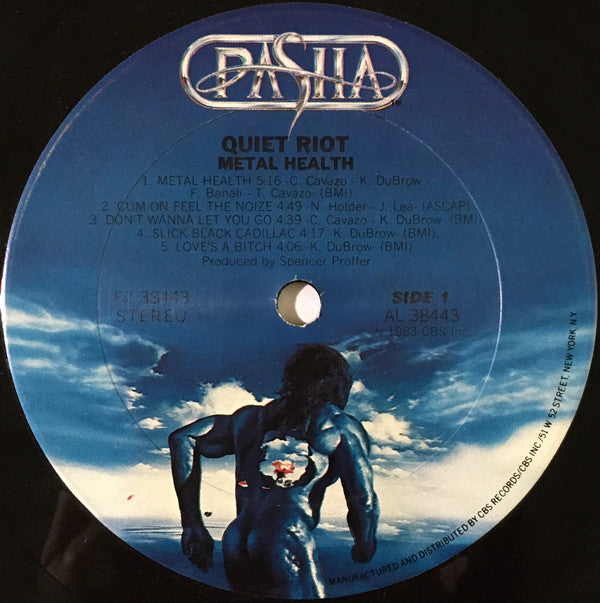 PASHA
TM
QUIET RIOT
METAL HEALTH
1. METAL HEALTH 5:16 -C. Cavazo - K. DuBrow -
F. Banali - T. Cavazo- (BMI)
2. CUM ON FEEL THE NOIZE 4:49 -N. Holder - J. Lea- (ASCAP)
3. DON'T WANNA LET YOU GO 4:39 -C. Cavazo - K. DuBrow- (BMI)
4. SLICK BLACK CADILLAC 4:17 -K. DuBrow- (BMI)
5. LOVE'S A BITCH 4:06 -K. DuBrow- (BMI)
Produced by Spencer Proffer
38443
SIDE 1
STEREO
AL 38443
℗ 1983 CBS Inc.
MANUFACTURED AND DISTRIBUTED BY CBS RECORDS/CBS INC./51 W. 52 STREET, NEW YORK, N.Y.